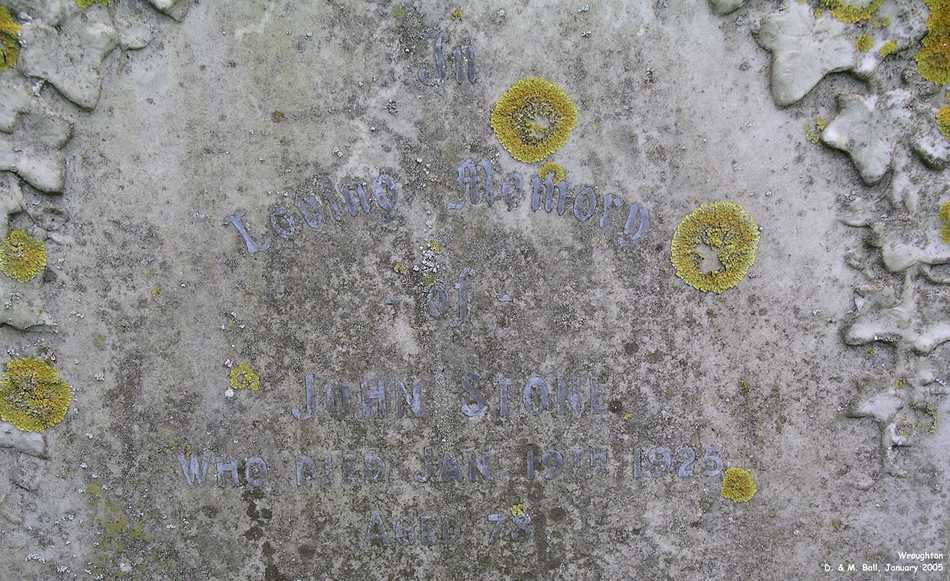 In
Loving Memory
- of -
JOHN STONE
WHO DIED JAN 19TH 1925
AGED 78
Wroughton
D. & M. Ball, January 2005